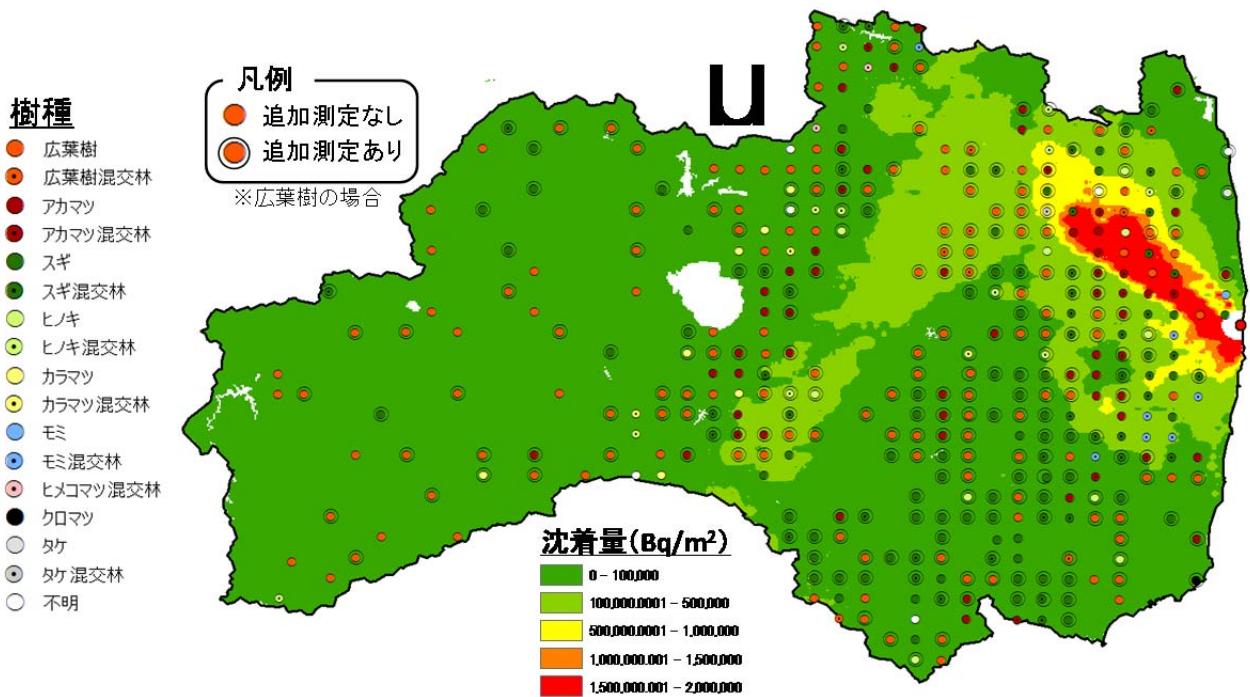 凡例
追加測定なし
追加測定あり
※広葉樹の場合
樹種
広葉樹
広葉樹混交林
アカマツ
アカマツ混交林
スギ
スギ混交林
ヒノキ
ヒノキ混交林
カラマツ
カラマツ混交林
モミ
モミ混交林
ヒメコマツ混交林
クロマツ
タケ
タケ混交林
不明
沈着量(Bq/m²)
0 – 100,000
100,000.0001 – 500,000
500,000.0001 – 1,000,000
1,000,000.001 – 1,500,000
1,500,000.001 – 2,000,000